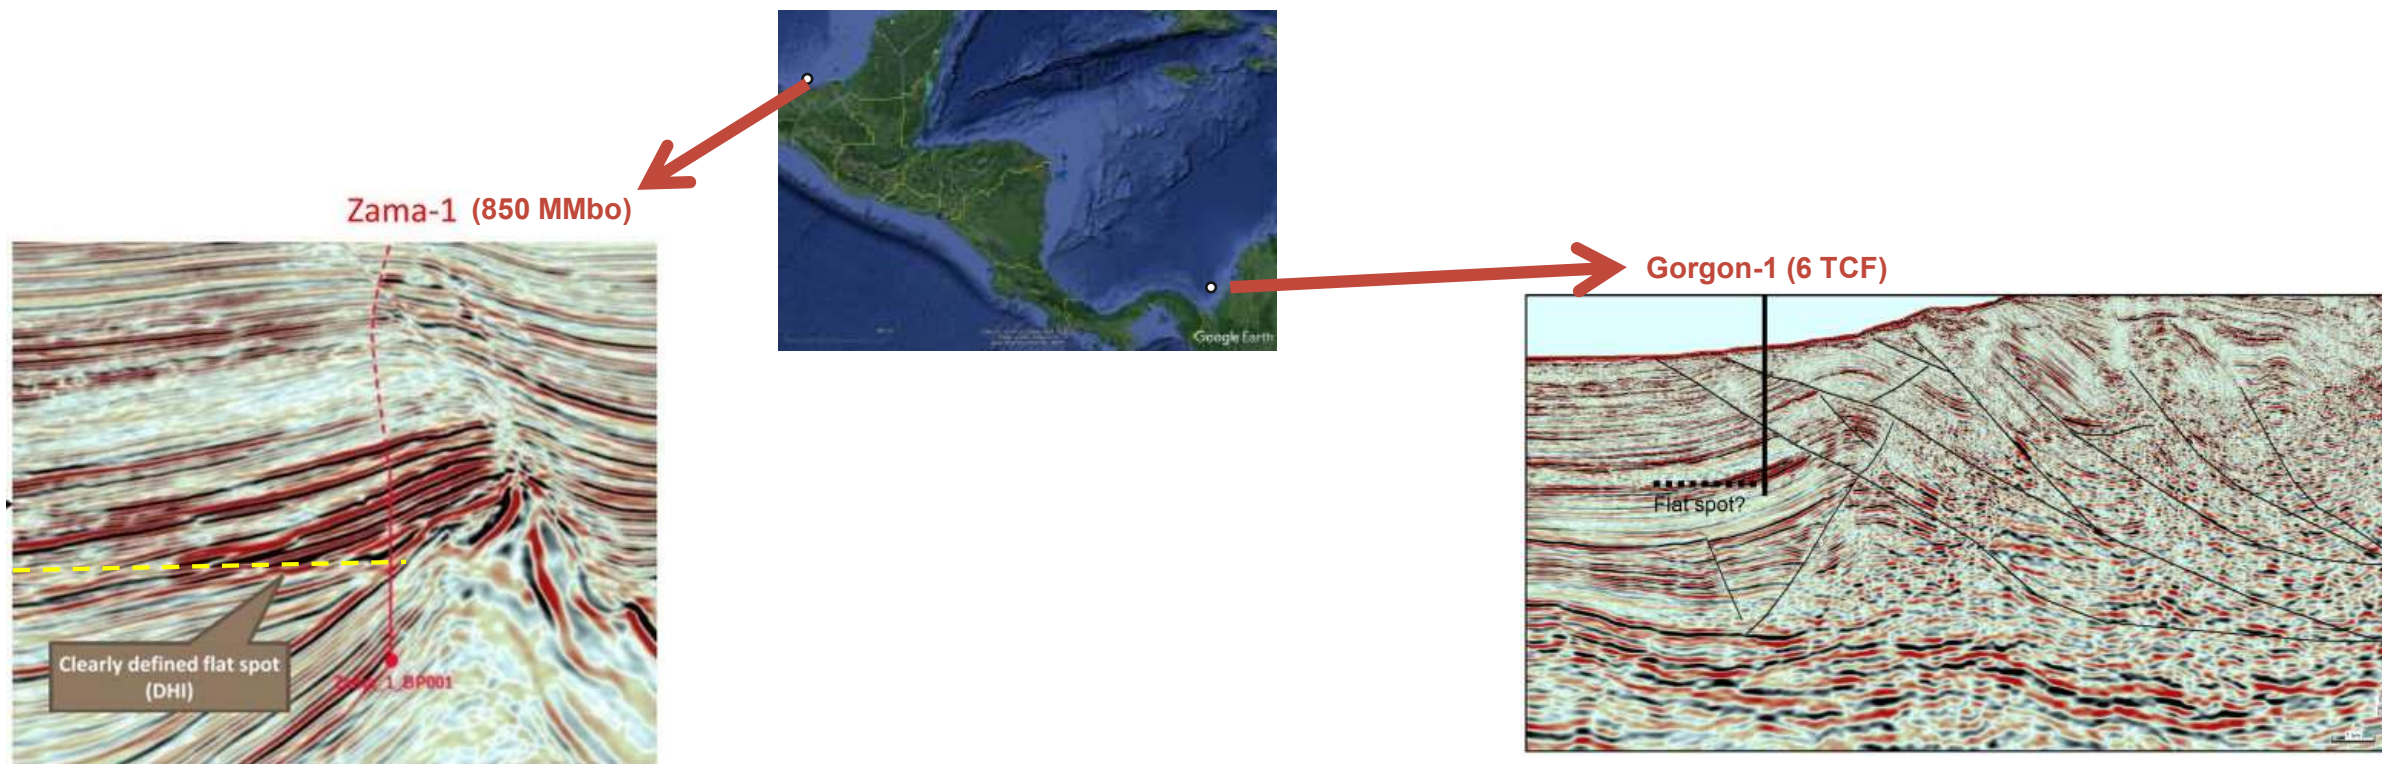 Zama-1 (850 MMbo)
Google Earth
Gorgon-1 (6 TCF)
Flat spot?
Clearly defined flat spot
(DHI)